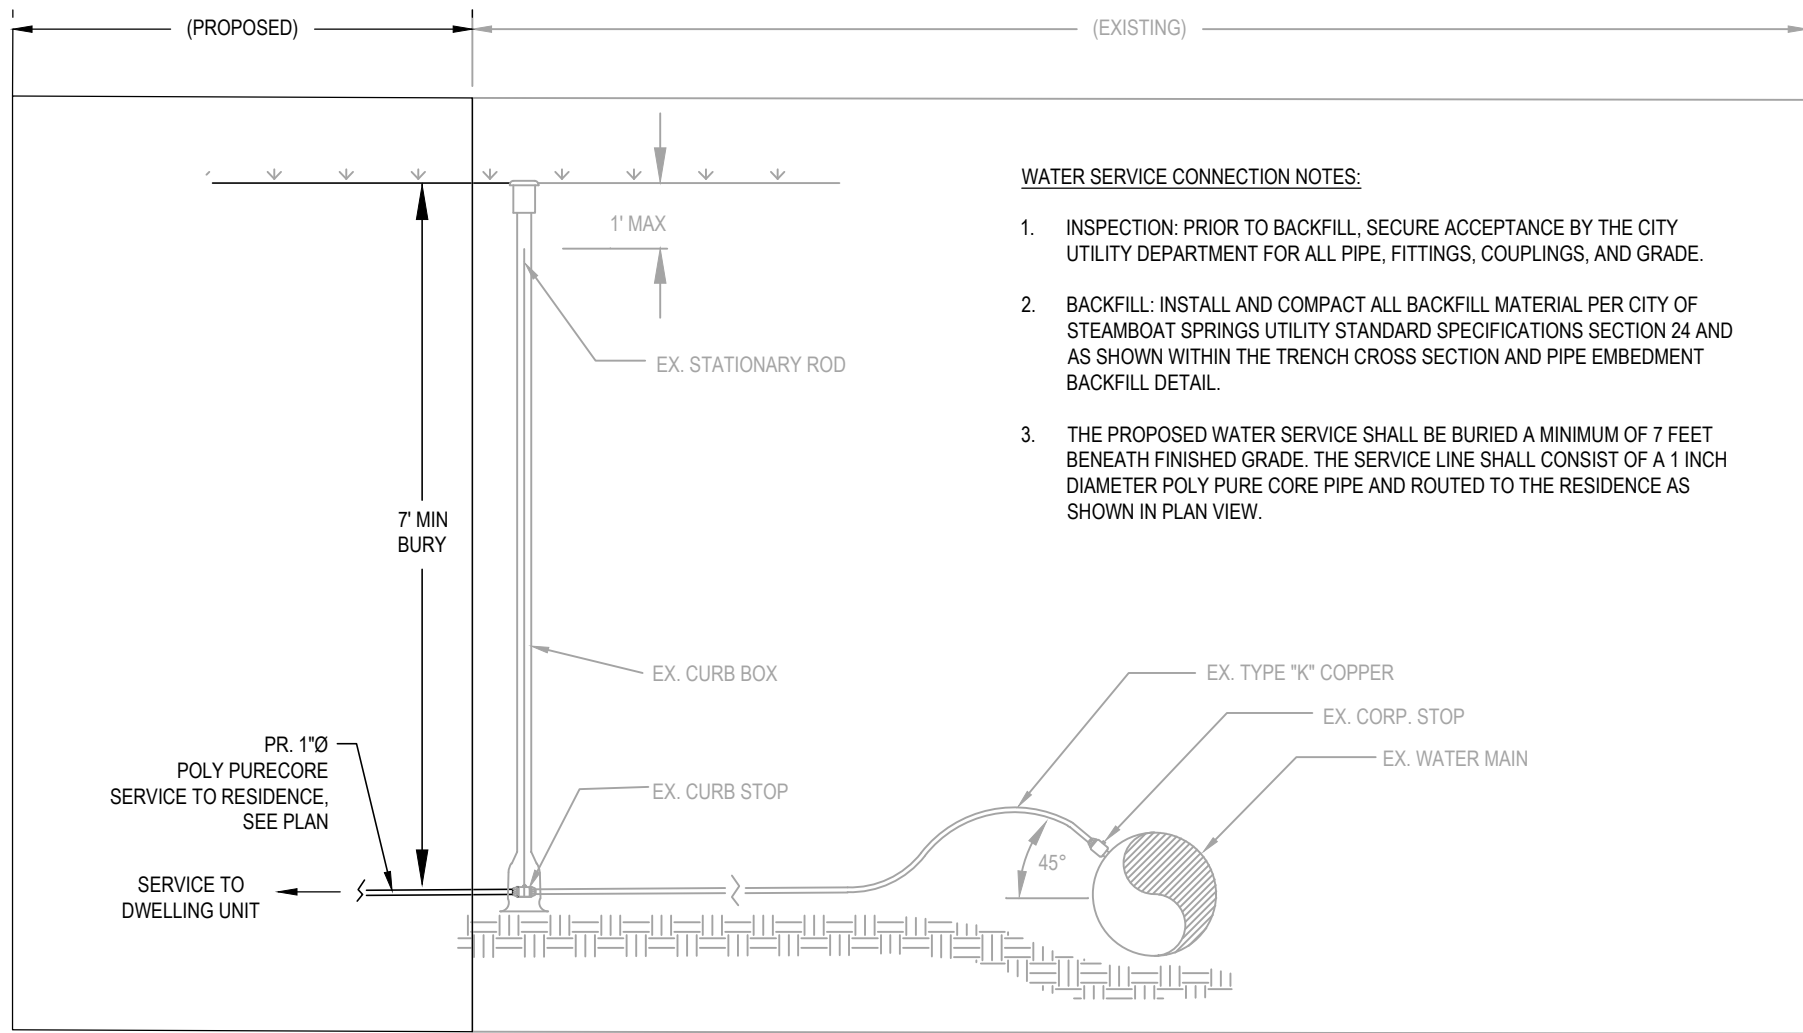 (PROPOSED)
(EXISTING)
WATER SERVICE CONNECTION NOTES:
1. INSPECTION: PRIOR TO BACKFILL, SECURE ACCEPTANCE BY THE CITY
UTILITY DEPARTMENT FOR ALL PIPE, FITTINGS, COUPLINGS, AND GRADE.
2. BACKFILL: INSTALL AND COMPACT ALL BACKFILL MATERIAL PER CITY OF
STEAMBOAT SPRINGS UTILITY STANDARD SPECIFICATIONS SECTION 24 AND
AS SHOWN WITHIN THE TRENCH CROSS SECTION AND PIPE EMBEDMENT
BACKFILL DETAIL.
3. THE PROPOSED WATER SERVICE SHALL BE BURIED A MINIMUM OF 7 FEET
BENEATH FINISHED GRADE. THE SERVICE LINE SHALL CONSIST OF A 1 INCH
DIAMETER POLY PURE CORE PIPE AND ROUTED TO THE RESIDENCE AS
SHOWN IN PLAN VIEW.
1' MAX
EX. STATIONARY ROD
7' MIN
BURY
EX. CURB BOX
EX. TYPE "K" COPPER
EX. CORP. STOP
EX. WATER MAIN
PR. 1"Ø
POLY PURECORE
SERVICE TO RESIDENCE,
SEE PLAN
EX. CURB STOP
45°
SERVICE TO
DWELLING UNIT